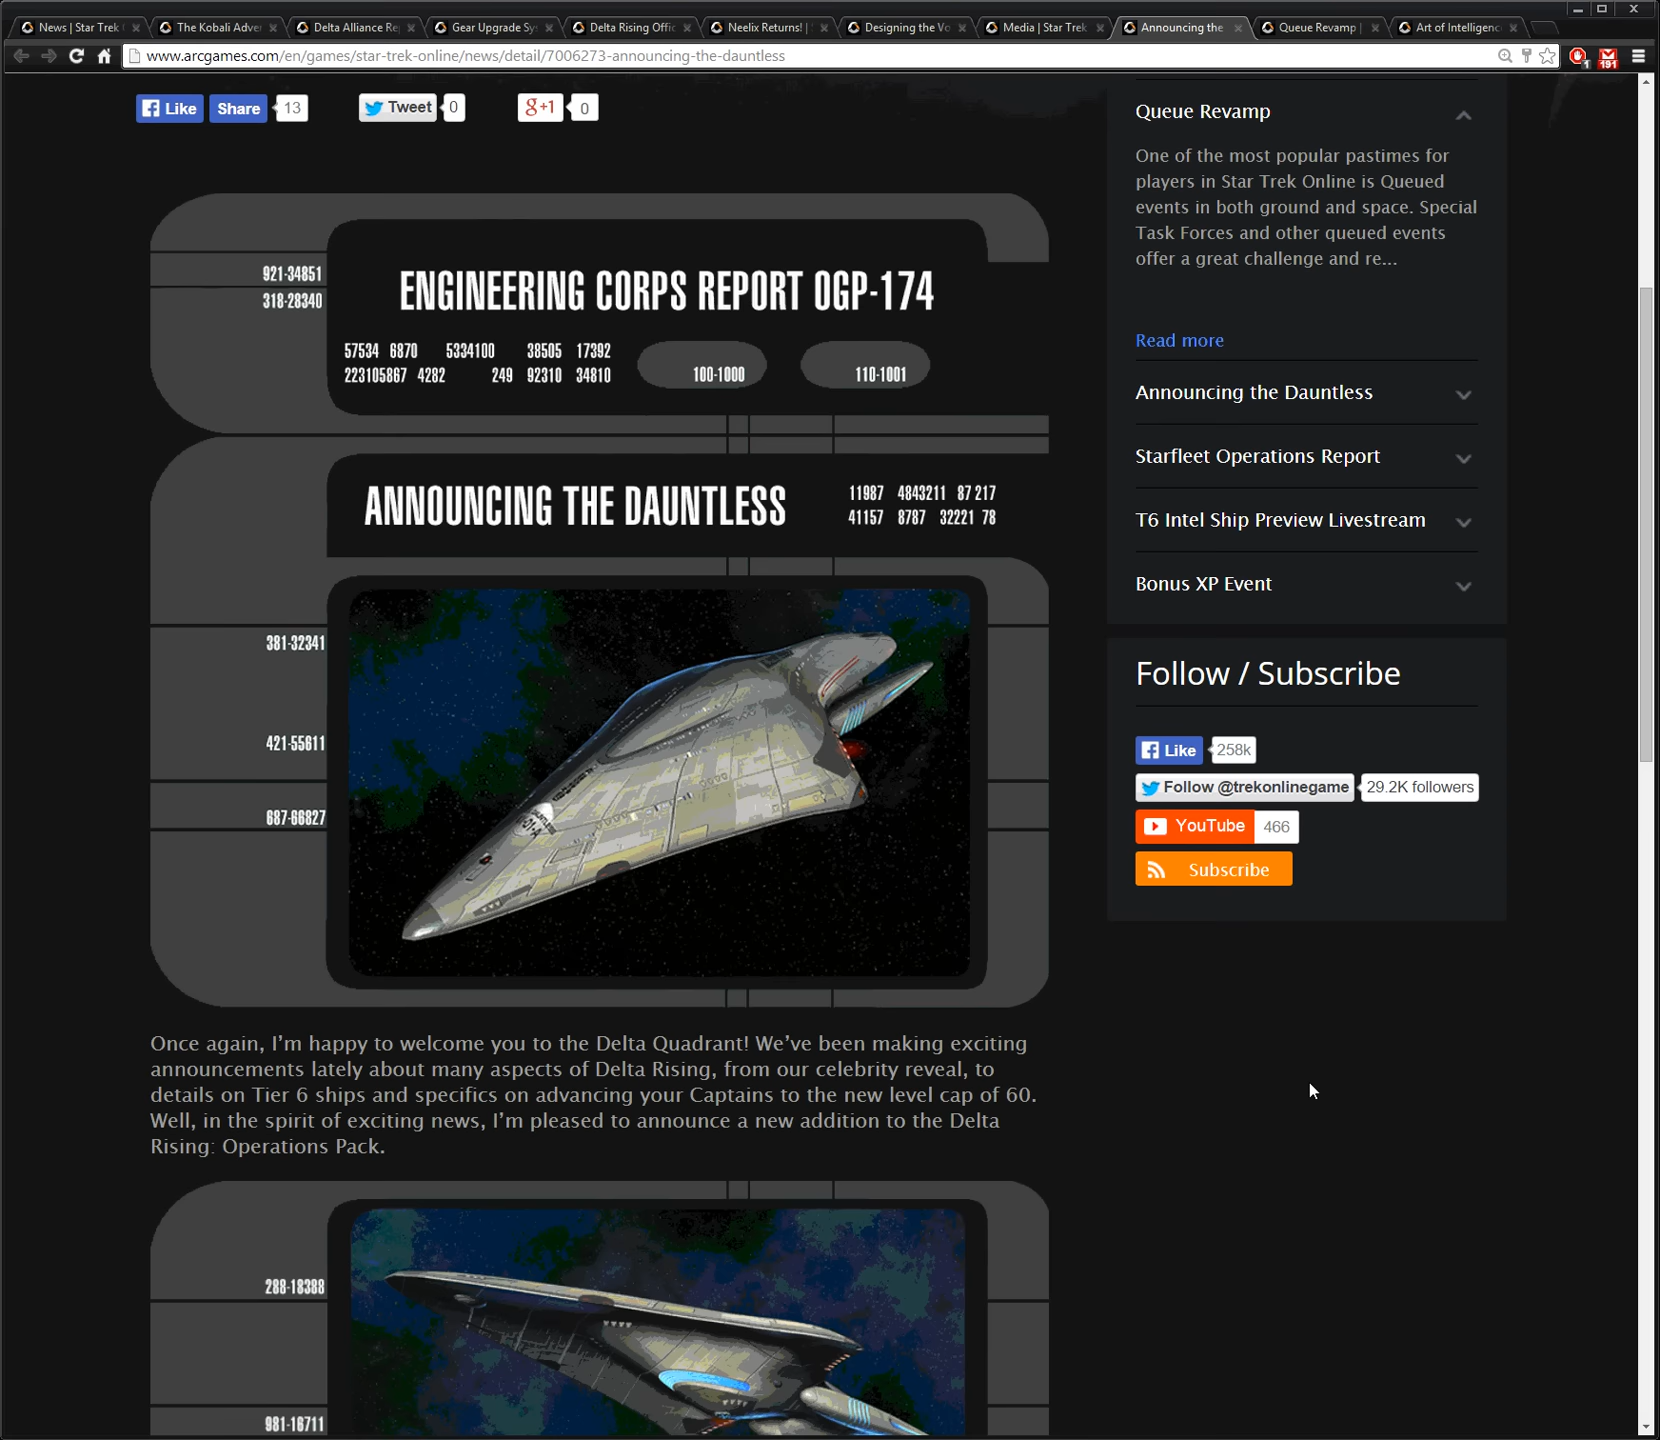 News | Star Trek
The Kobali Adve
Delta Alliance Re
Gear Upgrade Sy
Delta Rising Offic
Neelix Returns! |
Designing the Vo
Media | Star Trek
Announcing the
Queue Revamp |
Art of Intelligenc
www.arcgames.com/en/games/star-trek-online/news/detail/7006273-announcing-the-dauntless
1
191
Like Share 13
Tweet 0
g+1 0
921-34851
318-28340
ENGINEERING CORPS REPORT OGP-174
57534 6870 5334100 38505 17392
223105867 4282 249 92310 34810
100-1000
110-1001
ANNOUNCING THE DAUNTLESS
11987 4843211 87 217
41157 8787 32221 78
381-32341
421-55611
687-66827
DAUNTLESS
01-A
Once again, I’m happy to welcome you to the Delta Quadrant! We’ve been making exciting
announcements lately about many aspects of Delta Rising, from our celebrity reveal, to
details on Tier 6 ships and specifics on advancing your Captains to the new level cap of 60.
Well, in the spirit of exciting news, I’m pleased to announce a new addition to the Delta
Rising: Operations Pack.
288-18388
981-16711
Queue Revamp
One of the most popular pastimes for
players in Star Trek Online is Queued
events in both ground and space. Special
Task Forces and other queued events
offer a great challenge and re...
Read more
Announcing the Dauntless
Starfleet Operations Report
T6 Intel Ship Preview Livestream
Bonus XP Event
Follow / Subscribe
Like 258k
Follow @trekonlinegame 29.2K followers
YouTube 466
Subscribe